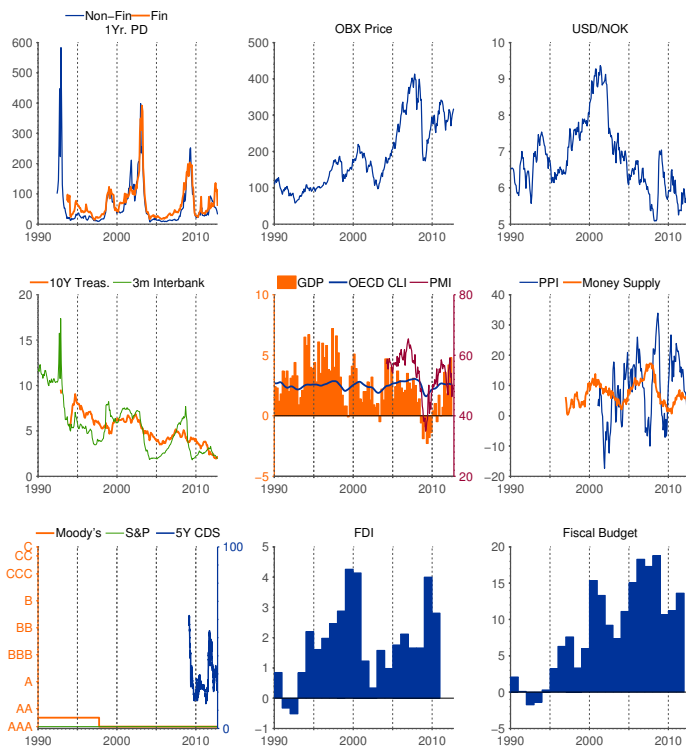 Non−Fin Fin
1Yr. PD
600
500
400
300
200
100
0
1990 2000 2010
OBX Price
500
400
300
200
100
0
1990 2000 2010
USD/NOK
10
9
8
7
6
5
1990 2000 2010
10Y Treas. 3m Interbank
20
15
10
5
0
1990 2000 2010
GDP OECD CLI PMI
10 80
5 60
0 40
−5 20
1990 2000 2010
PPI Money Supply
40
30
20
10
0
−10
−20
1990 2000 2010
Moody's S&P 5Y CDS
C 100
CC
CCC
B
BB
BBB
A
AA
AAA 0
1990 2000 2010
FDI
5
4
3
2
1
0
−1
1990 2000 2010
Fiscal Budget
20
15
10
5
0
−5
1990 2000 2010